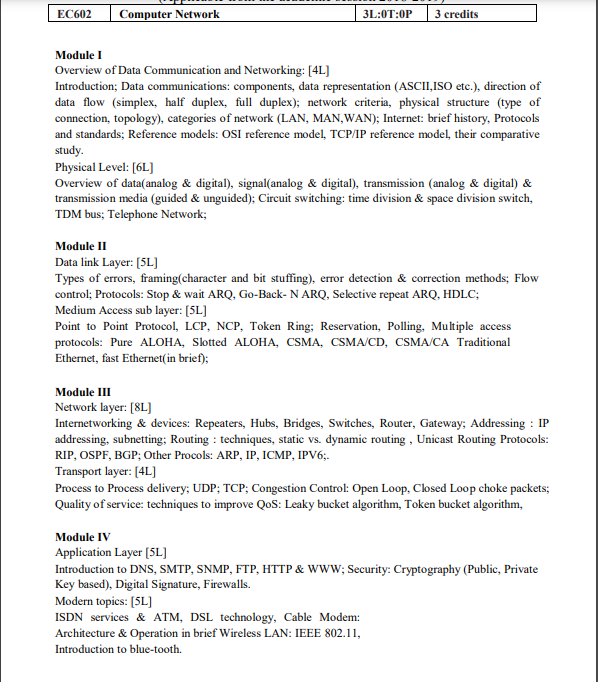 EC602 Computer Network 3L:0T:0P 3 credits
Module I
Overview of Data Communication and Networking: [4L]
Introduction; Data communications: components, data representation (ASCII,ISO etc.), direction of
data flow (simplex, half duplex, full duplex); network criteria, physical structure (type of
connection, topology), categories of network (LAN, MAN,WAN); Internet: brief history, Protocols
and standards; Reference models: OSI reference model, TCP/IP reference model, their comparative
study.
Physical Level: [6L]
Overview of data(analog & digital), signal(analog & digital), transmission (analog & digital) &
transmission media (guided & unguided); Circuit switching: time division & space division switch,
TDM bus; Telephone Network;
Module II
Data link Layer: [5L]
Types of errors, framing(character and bit stuffing), error detection & correction methods; Flow
control; Protocols: Stop & wait ARQ, Go-Back- N ARQ, Selective repeat ARQ, HDLC;
Medium Access sub layer: [5L]
Point to Point Protocol, LCP, NCP, Token Ring; Reservation, Polling, Multiple access
protocols: Pure ALOHA, Slotted ALOHA, CSMA, CSMA/CD, CSMA/CA Traditional
Ethernet, fast Ethernet(in brief);
Module III
Network layer: [8L]
Internetworking & devices: Repeaters, Hubs, Bridges, Switches, Router, Gateway; Addressing : IP
addressing, subnetting; Routing : techniques, static vs. dynamic routing , Unicast Routing Protocols:
RIP, OSPF, BGP; Other Procols: ARP, IP, ICMP, IPV6;.
Transport layer: [4L]
Process to Process delivery; UDP; TCP; Congestion Control: Open Loop, Closed Loop choke packets;
Quality of service: techniques to improve QoS: Leaky bucket algorithm, Token bucket algorithm,
Module IV
Application Layer [5L]
Introduction to DNS, SMTP, SNMP, FTP, HTTP & WWW; Security: Cryptography (Public, Private
Key based), Digital Signature, Firewalls.
Modern topics: [5L]
ISDN services & ATM, DSL technology, Cable Modem:
Architecture & Operation in brief Wireless LAN: IEEE 802.11,
Introduction to blue-tooth.